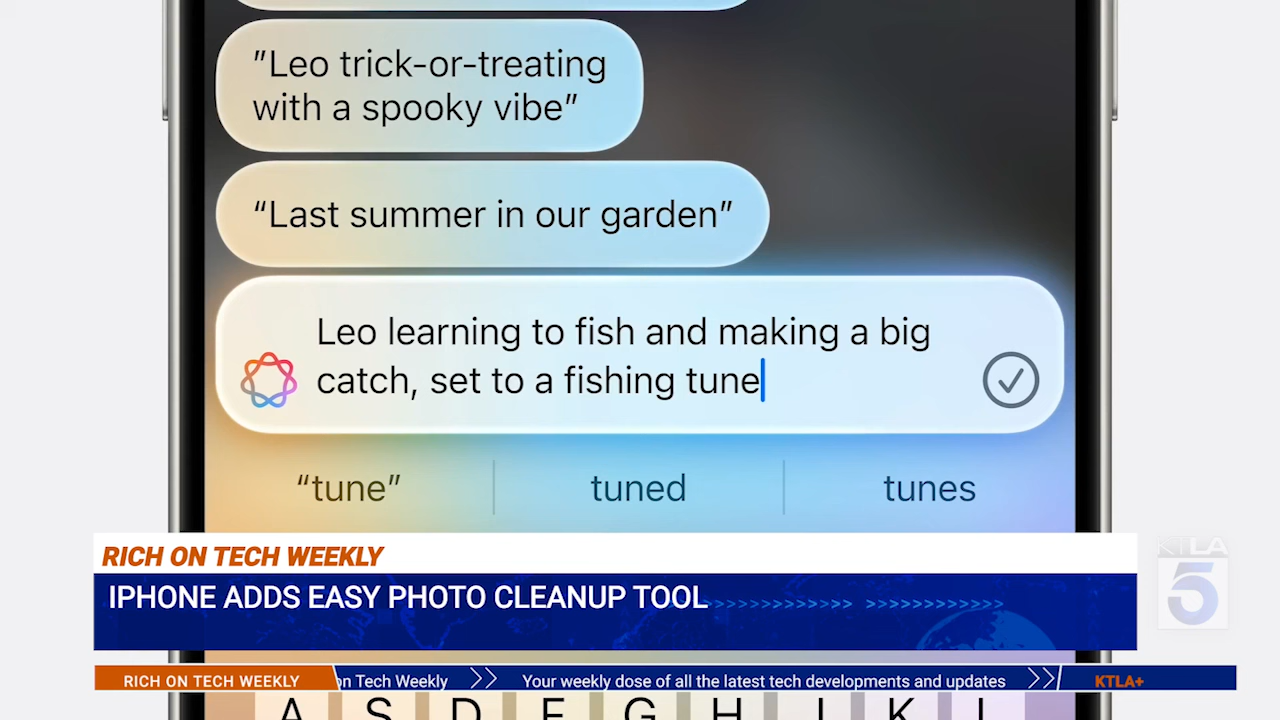 "Leo trick-or-treating
with a spooky vibe"
“Last summer in our garden”
Leo learning to fish and making a big
catch, set to a fishing tune
“tune” tuned tunes
RICH ON TECH WEEKLY
IPHONE ADDS EASY PHOTO CLEANUP TOOL
KTLA
5
RICH ON TECH WEEKLY on Tech Weekly Your weekly dose of all the latest tech developments and updates KTLA+
A S D F G H J K L